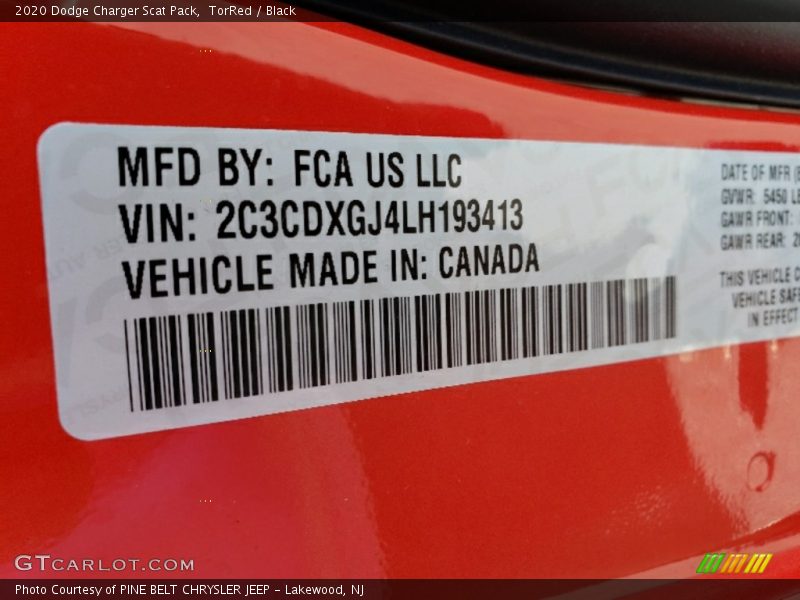 2020 Dodge Charger Scat Pack, TorRed / Black
MFD BY: FCA US LLC
VIN: 2C3CDXGJ4LH193413
VEHICLE MADE IN: CANADA
DATE OF MFR
GVWR: 5450
GAWR FRONT:
GAWR REAR:
THIS VEHICLE
VEHICLE
IN EFFECT
GTCARLOT.COM
Photo Courtesy of PINE BELT CHRYSLER JEEP - Lakewood, NJ